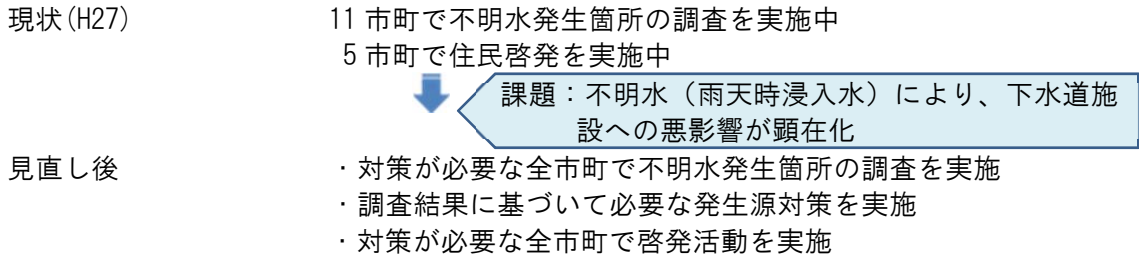 現状(H27) 11市町で不明水発生箇所の調査を実施中
5市町で住民啓発を実施中
課題：不明水（雨天時浸入水）により、下水道施
設への悪影響が顕在化
見直し後 ・対策が必要な全市町で不明水発生箇所の調査を実施
・調査結果に基づいて必要な発生源対策を実施
・対策が必要な全市町で啓発活動を実施